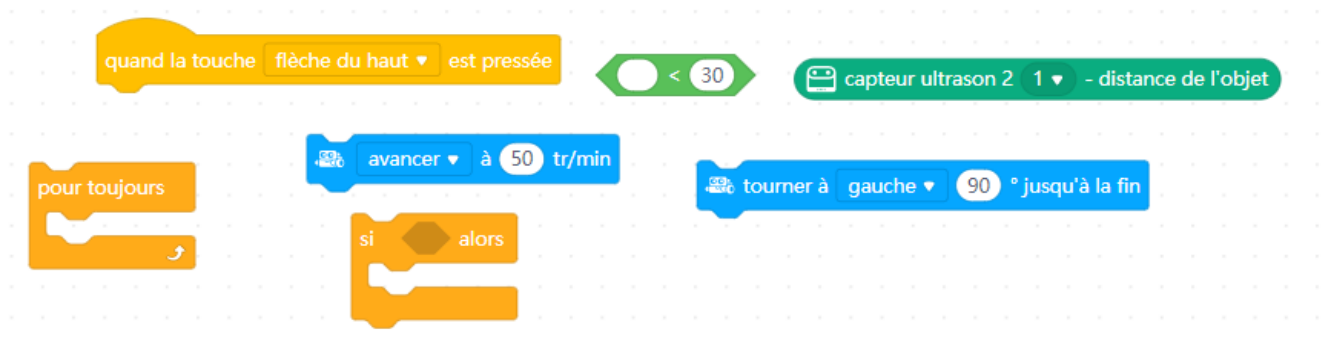 quand la touche flèche du haut est pressée
< 30
capteur ultrason 2 1 - distance de l'objet
avancer à 50 tr/min
pour toujours
tourner à gauche 90 ° jusqu'à la fin
si alors